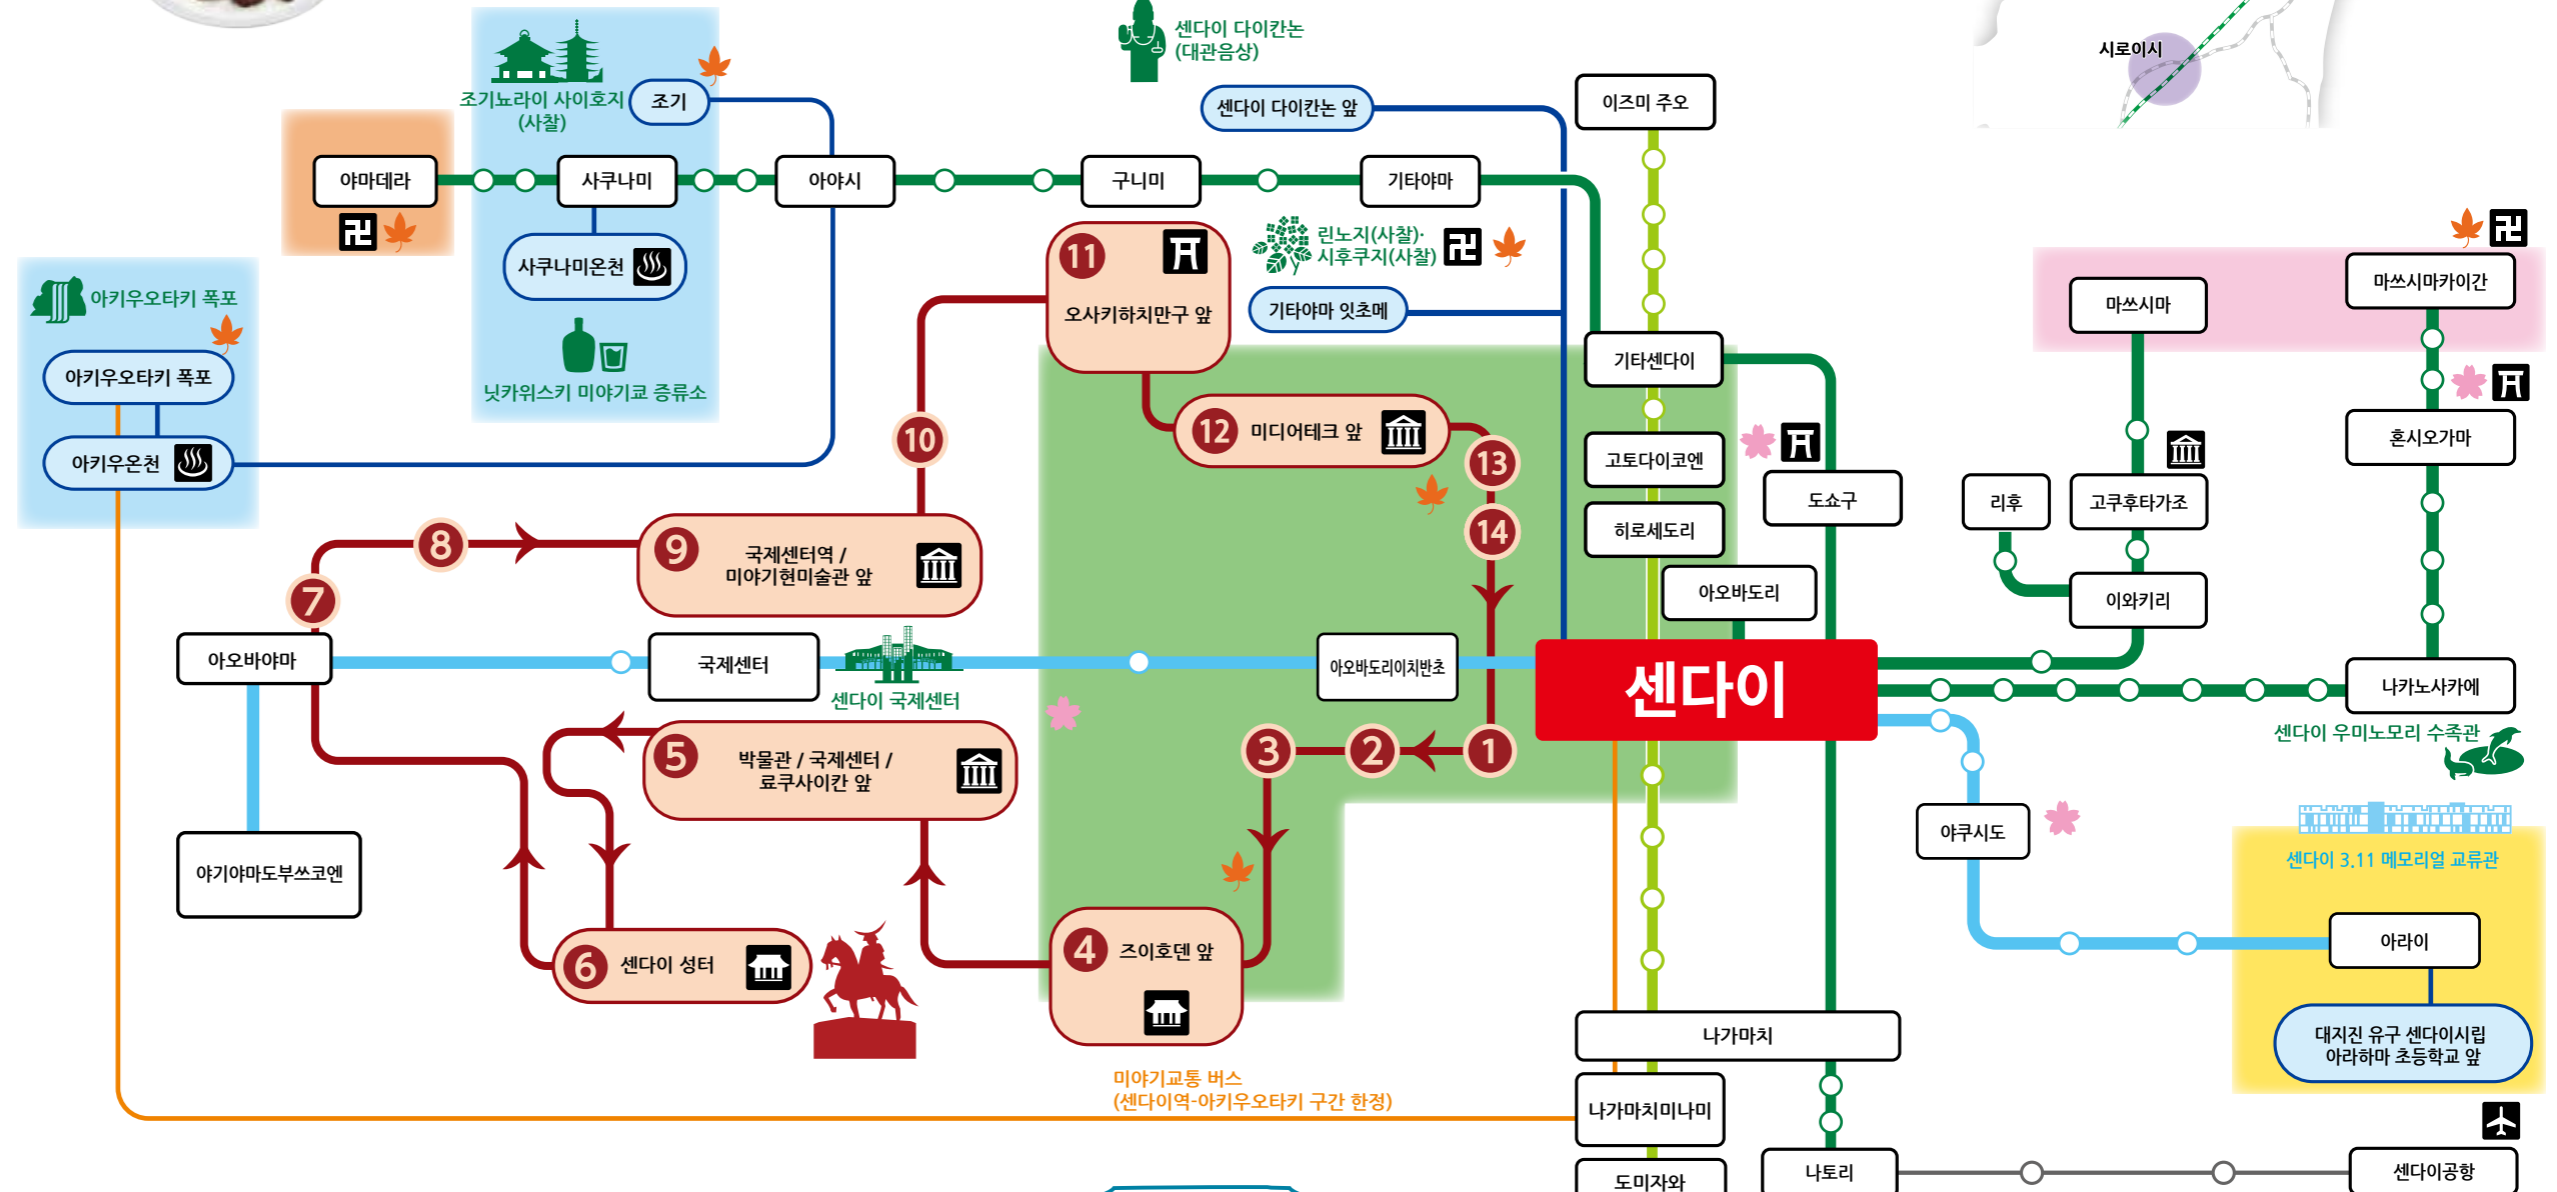 센다이 다이칸논
(대관음상)
시로이시
조기뇨라이 사이호지
(사찰)
조기
센다이 다이칸논 앞
이즈미 주오
야마데라
사쿠나미
아야시
구니미
기타야마
사쿠나미온천
닛카위스키 미야기쿄 증류소
아키우오타키 폭포
아키우오타키 폭포
아키우온천
11
오사키하치만구 앞
린노지(사찰)·
시후쿠지(사찰)
기타야마 잇초메
마쓰시마
마쓰시마카이간
기타센다이
12
미디어테크 앞
10
13
14
고토다이코엔
히로세도리
도쇼구
아오바도리
리후
고쿠후타가조
이와키리
혼시오가마
8
9
국제센터역 /
미야기현미술관 앞
7
아오바야마
국제센터
센다이 국제센터
아오바도리이치반초
센다이
나카노사카에
센다이 우미노모리 수족관
5
박물관 / 국제센터 /
료쿠사이칸 앞
3
2
1
야기야마도부쓰코엔
6
센다이 성터
4
즈이호덴 앞
야쿠시도
센다이 3.11 메모리얼 교류관
아라이
대지진 유구 센다이시립
아라하마 초등학교 앞
나가마치
미야기교통 버스
(센다이역-아키우오타키 구간 한정)
나가마치미나미
도미자와
나토리
센다이공항